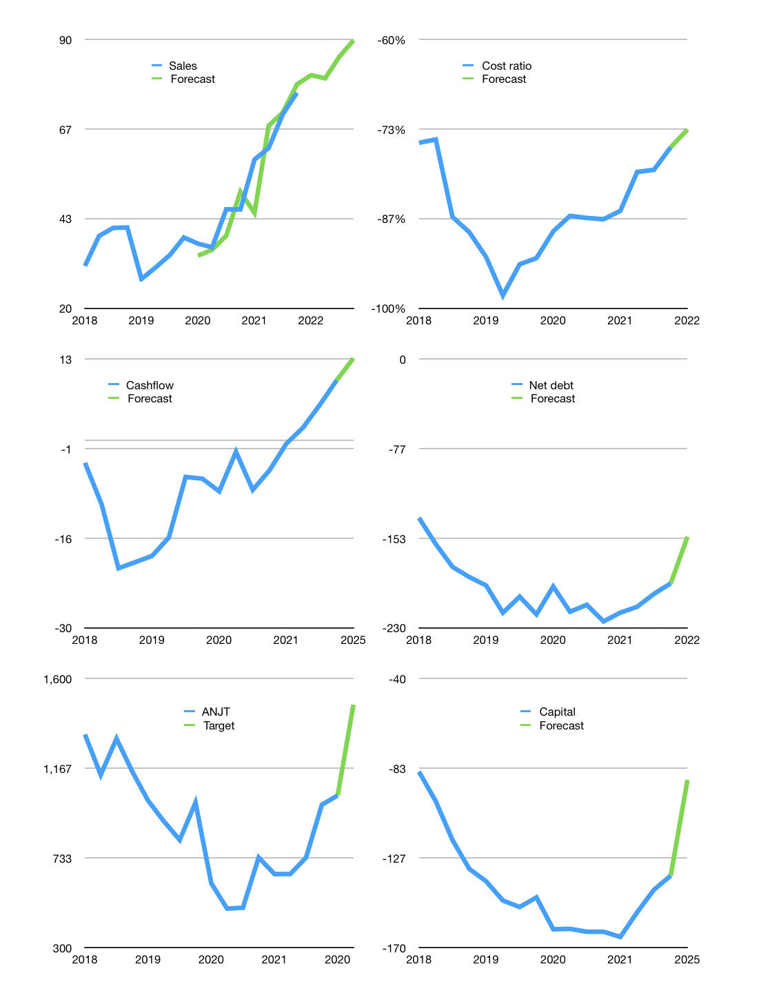 90
67
43
20
Sales
Forecast
2018 2019 2020 2021 2022
-60%
-73%
-87%
-100%
Cost ratio
Forecast
2018 2019 2020 2021 2022
13
-1
-16
-30
Cashflow
Forecast
2018 2019 2020 2021 2025
0
-77
-153
-230
Net debt
Forecast
2018 2019 2020 2021 2022
1,600
1,167
733
300
ANJT
Target
2018 2019 2020 2021 2020
-40
-83
-127
-170
Capital
Forecast
2018 2019 2020 2021 2025